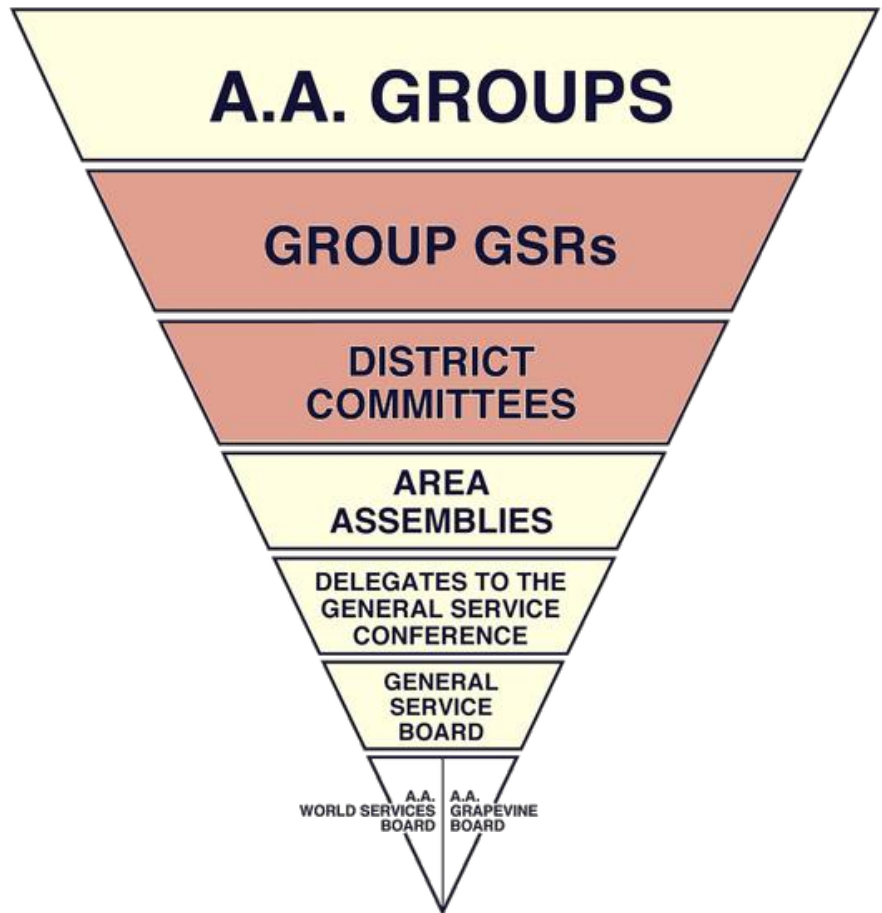 A.A. GROUPS
GROUP GSRs
DISTRICT
COMMITTEES
AREA
ASSEMBLIES
DELEGATES TO THE
GENERAL SERVICE
CONFERENCE
GENERAL
SERVICE
BOARD
A.A.
WORLD SERVICES
BOARD
A.A.
GRAPEVINE
BOARD